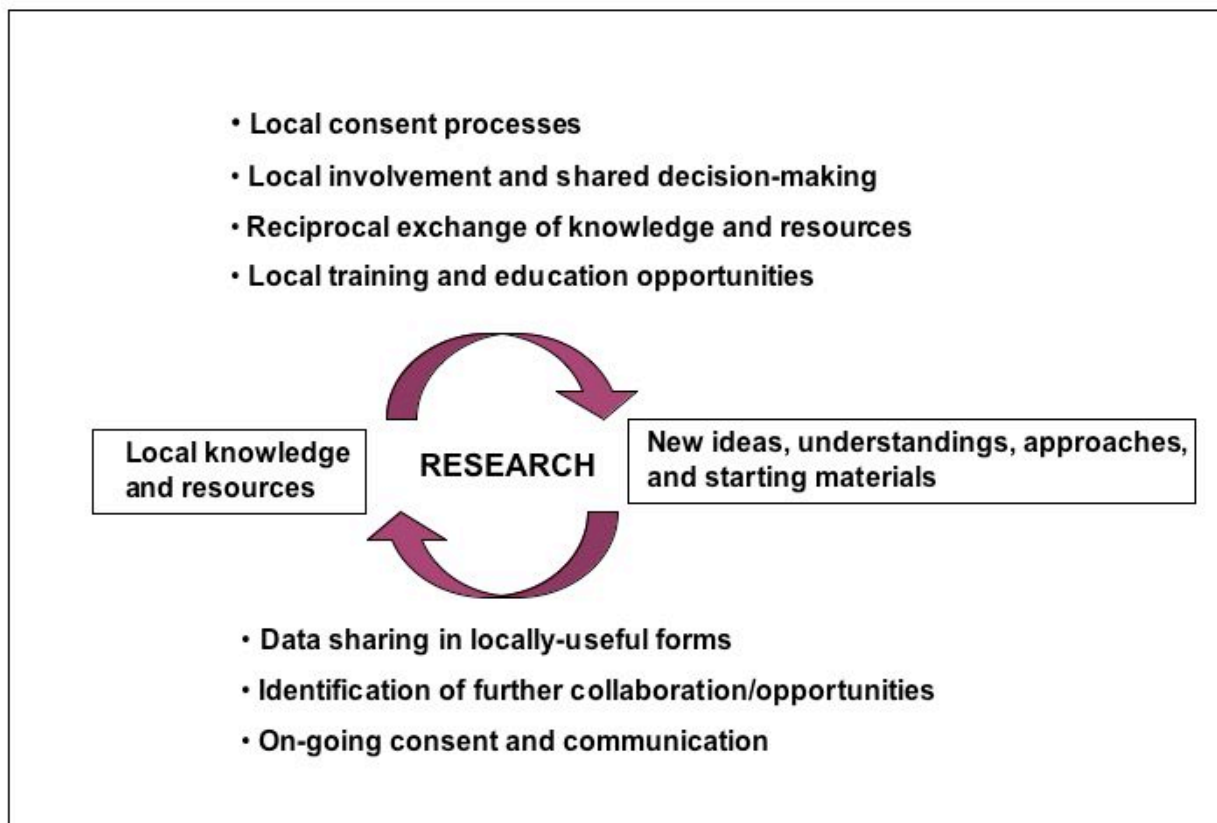 • Local consent processes
• Local involvement and shared decision-making
• Reciprocal exchange of knowledge and resources
• Local training and education opportunities
Local knowledge
and resources
RESEARCH
New ideas, understandings, approaches,
and starting materials
• Data sharing in locally-useful forms
• Identification of further collaboration/opportunities
• On-going consent and communication